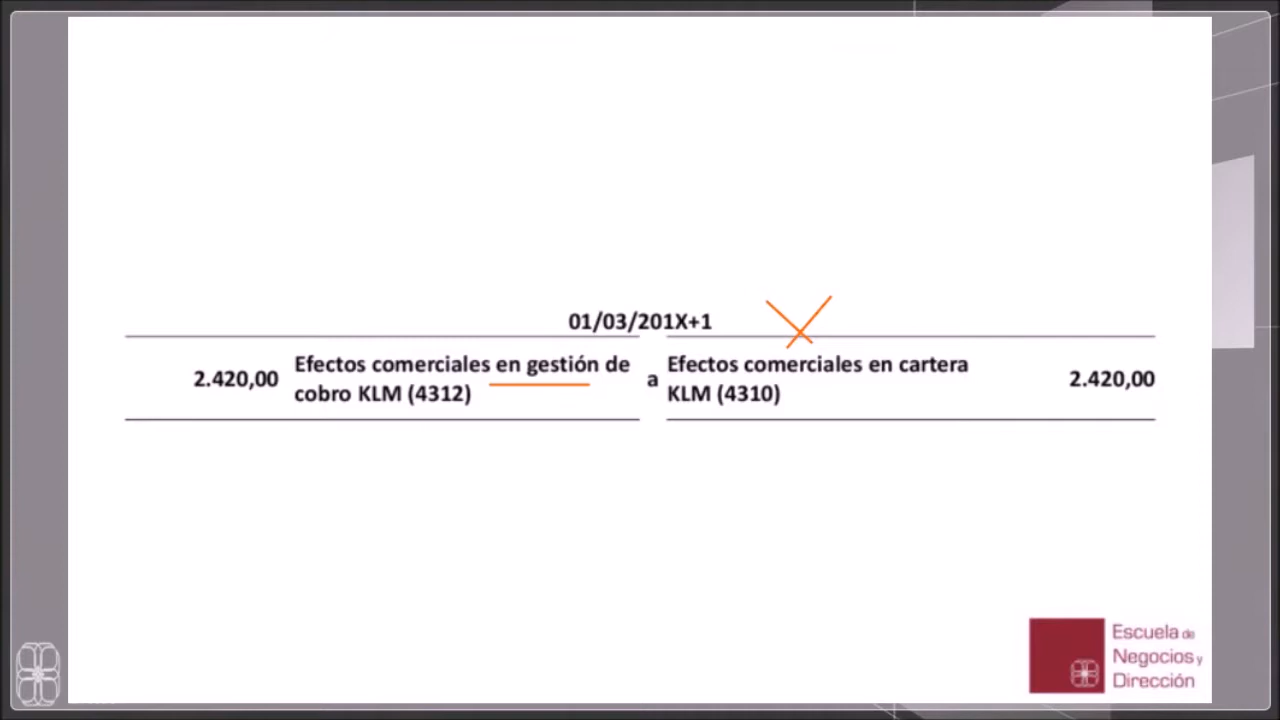 01/03/201X+1
2.420,00 Efectos comerciales en gestión de cobro KLM (4312) a Efectos comerciales en cartera KLM (4310) 2.420,00
Escuela de
Negocios y
Dirección